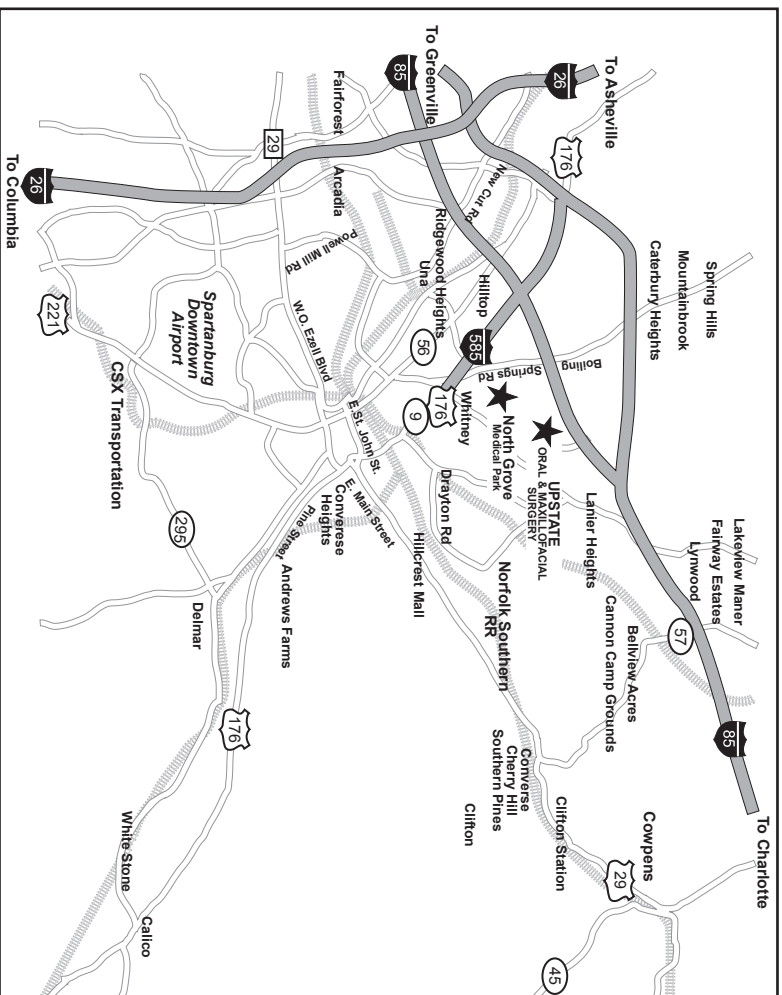 To Asheville
26
176
To Greenville
85
Fairforest
29
Arcadia
26
To Columbia
New Cut Rd
Ridgewood Heights
Una
Powell Mill Rd
Hilltop
56
585
Boiling Springs Rd
Spring Hills
Mountainbrook
Caterbury Heights
221
Spartanburg
Downtown
Airport
W.O. Ezell Blvd
CSX Transportation
E.St. John St.
9
176
Whitney
North Grove
Medical Park
UPSTATE
ORAL & MAXILLOFACIAL
SURGERY
Drayton Rd
E. Main Street
Converese
Heights
Pine Street
295
Hillcrest Mall
Lanier Heights
Lakeview Maner
Fairway Estates
Lynwood
57
Norfolk Southern
RR
Andrews Farms
Delmar
Bellview Acres
Cannon Camp Grounds
85
To Charlotte
176
Converse
Cherry Hill
Southern Pines
Clifton
Clifton Station
Cowpens
29
White Stone
Calico
45